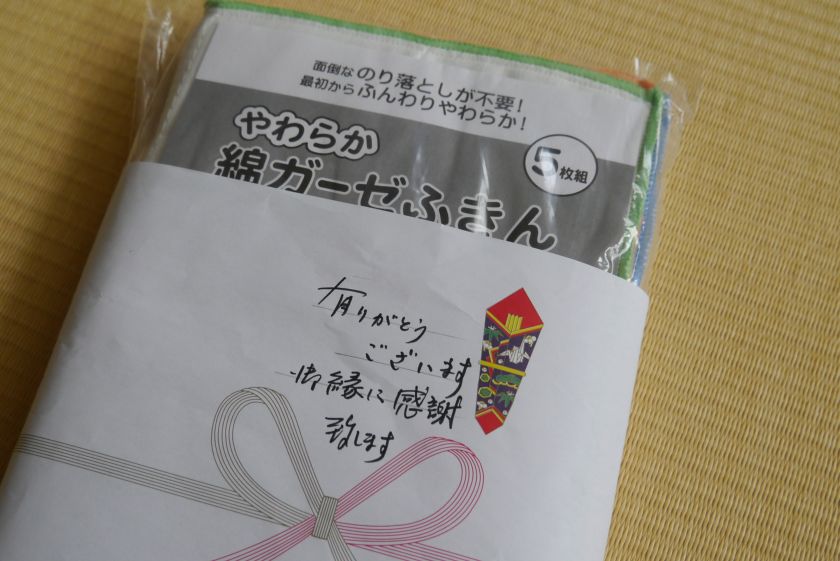 面倒な のり落としが不要!
最初から ふんわりやわらか!
やわらか
綿ガーゼふきん
5枚組
有りがとう
ございます
御縁に感謝
致します